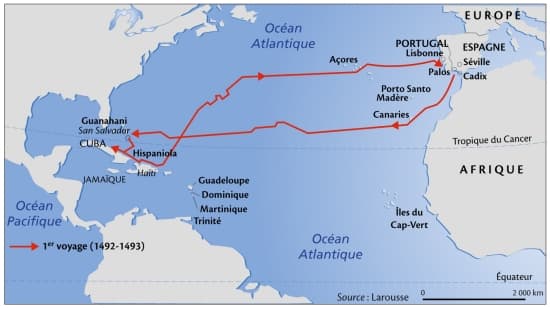 EUROPE
Océan
Atlantique
PORTUGAL
Lisbonne
ESPAGNE
Séville
Açores
Palos
Cadix
Porto Santo
Madère
Canaries
Guanahani
San Salvador
CUBA
Hispaniola
Haïti
Tropique du Cancer
JAMAÏQUE
Guadeloupe
Dominique
Martinique
Trinité
AFRIQUE
Océan
Pacifique
Îles du
Cap-Vert
Océan
Atlantique
1er voyage (1492-1493)
Équateur
Source : Larousse
0 2 000 km